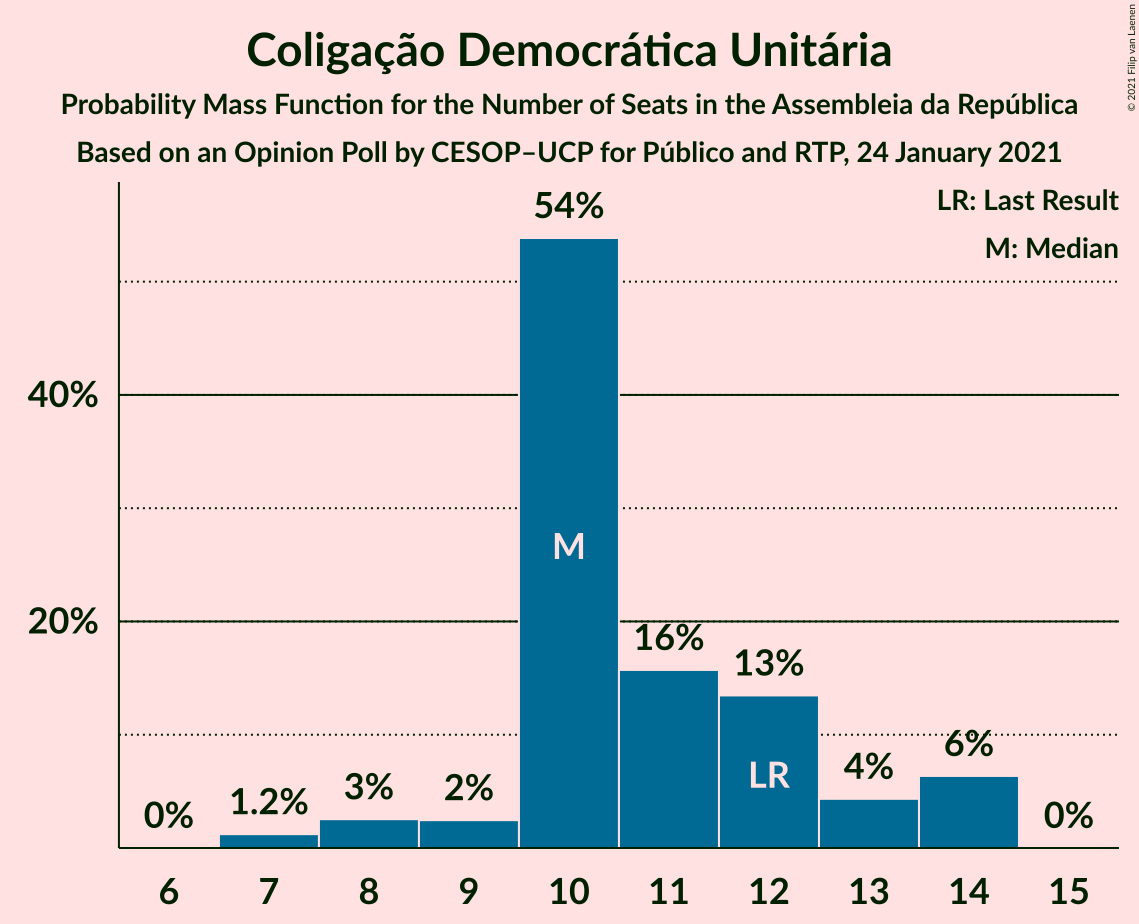 Coligação Democrática Unitária
Probability Mass Function for the Number of Seats in the Assembleia da República
Based on an Opinion Poll by CESOP–UCP for Público and RTP, 24 January 2021
© 2021 Filip van Laenen
LR: Last Result
M: Median
54%
40%
M
20%
16%
13%
6%
4%
LR
3%
2%
1.2%
0%
0%
6 7 8 9 10 11 12 13 14 15